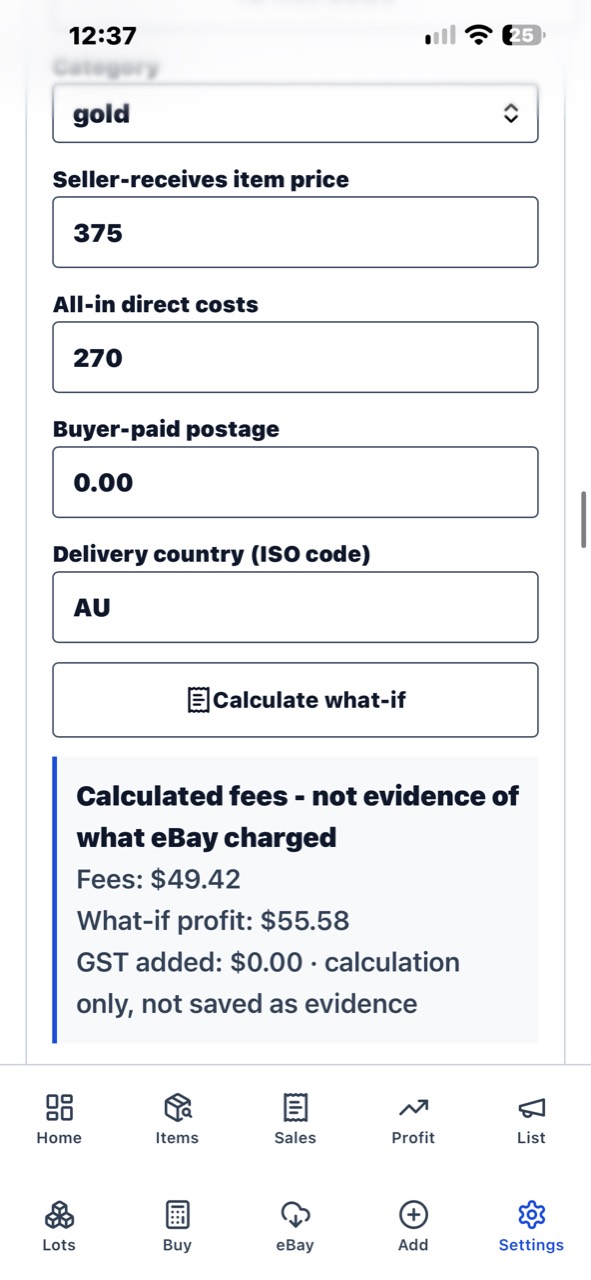 12:37
25
Category
gold
Seller-receives item price
375
All-in direct costs
270
Buyer-paid postage
0.00
Delivery country (ISO code)
AU
Calculate what-if
Calculated fees - not evidence of
what eBay charged
Fees: $49.42
What-if profit: $55.58
GST added: $0.00 · calculation
only, not saved as evidence
Home
Items
Sales
Profit
List
Lots
Buy
eBay
Add
Settings